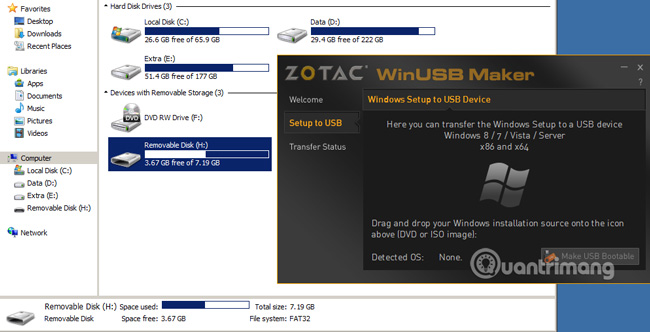 Favorites
Desktop
Downloads
Recent Places
Libraries
Apps
Documents
Music
Pictures
Videos
Computer
Local Disk (C:)
Data (D:)
Extra (E:)
Removable Disk (H:)
Network
Hard Disk Drives (3)
Local Disk (C:)
26.6 GB free of 65.9 GB
Data (D:)
29.4 GB free of 222 GB
Extra (E:)
51.4 GB free of 177 GB
Devices with Removable Storage (3)
DVD
DVD RW Drive (F:)
Removable Disk (H:)
3.67 GB free of 7.19 GB
ZOTAC WinUSB Maker
?
Welcome
Setup to USB
Transfer Status
Windows Setup to USB Device
Here you can transfer the Windows Setup to a USB device
Windows 8 / 7 / Vista / Server
x86 and x64
Drag and drop your Windows installation source onto the icon
above (DVD or ISO image):
Detected OS: None.
Make USB Bootable
Quantrimang
Removable Disk (H:) Space used: Total size: 7.19 GB
Removable Disk Space free: 3.67 GB File system: FAT32